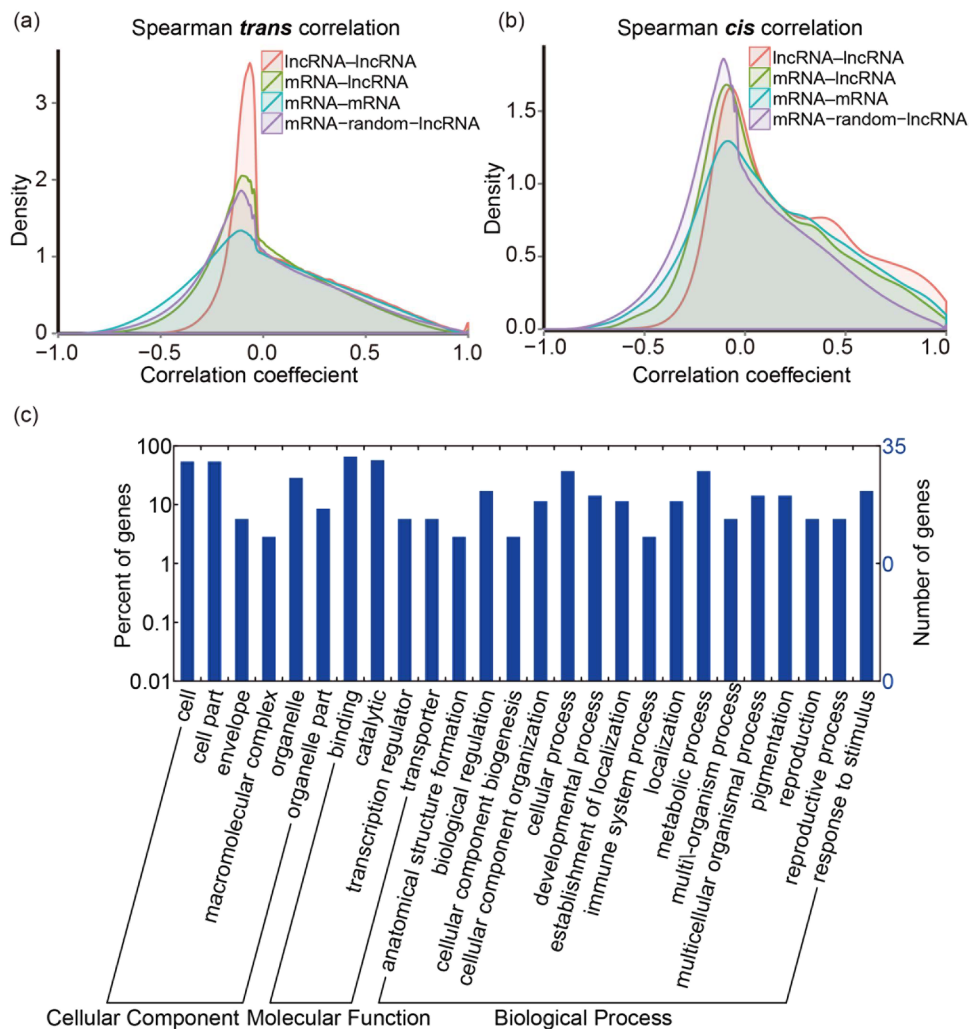 (a)
Spearman trans correlation
lncRNA–lncRNA
mRNA–lncRNA
mRNA–mRNA
mRNA−random−lncRNA
Density
3
2
1
0
−1.0 −0.5 0.0 0.5 1.0
Correlation coeffecient
(b)
Spearman cis correlation
lncRNA–lncRNA
mRNA–lncRNA
mRNA–mRNA
mRNA−random−lncRNA
Density
1.5
1.0
0.5
0.0
−1.0 −0.5 0.0 0.5 1.0
Correlation coeffecient
(c)
Percent of genes
100
10
1
0.1
0.01
35
0
0
Number of genes
cell
cell part
envelope
macromolecular complex
organelle
organelle part
binding
catalytic
transcription regulator
transporter
anatomical structure formation
biological regulation
cellular component biogenesis
cellular component organization
cellular process
developmental process
establishment of localization
immune system process
localization
metabolic process
multi\-organism process
multicellular organismal process
pigmentation
reproduction
reproductive process
response to stimulus
Cellular Component Molecular Function Biological Process